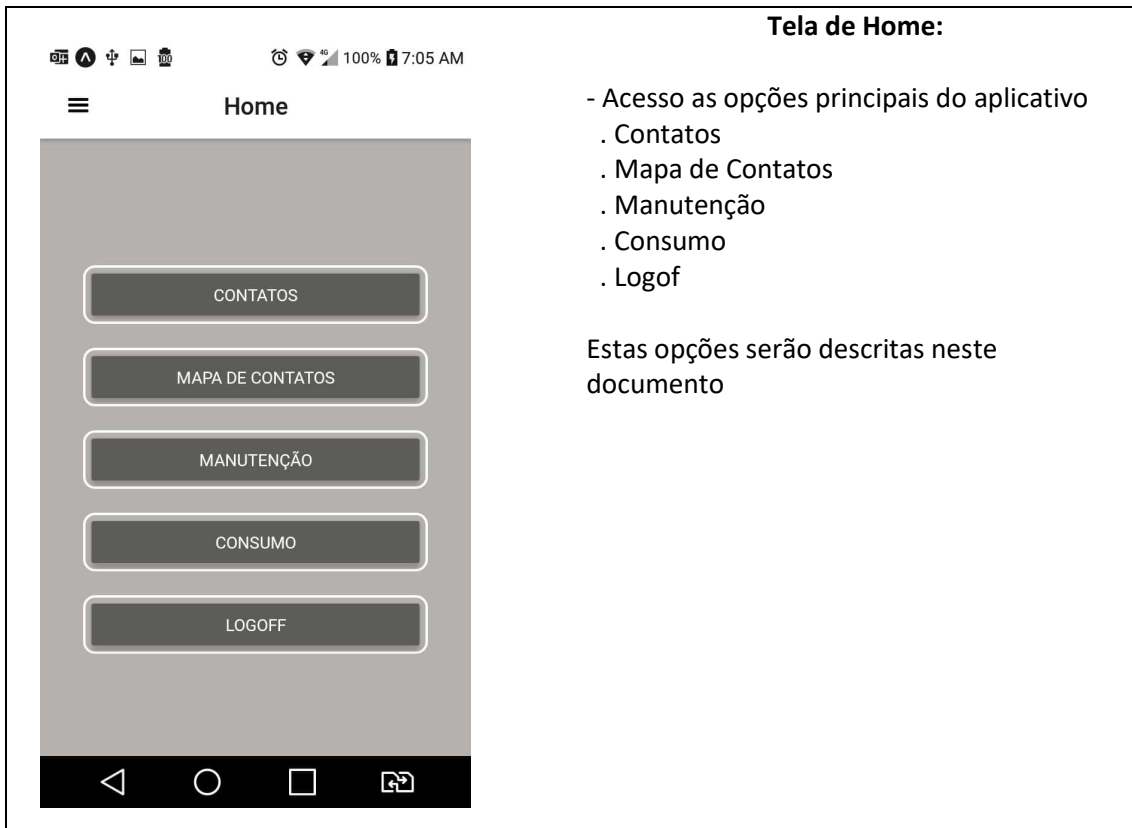 Tela de Home:
4G 100% 7:05 AM
Home
CONTATOS
MAPA DE CONTATOS
MANUTENÇÃO
CONSUMO
LOGOFF
- Acesso as opções principais do aplicativo
. Contatos
. Mapa de Contatos
. Manutenção
. Consumo
. Logof
Estas opções serão descritas neste
documento